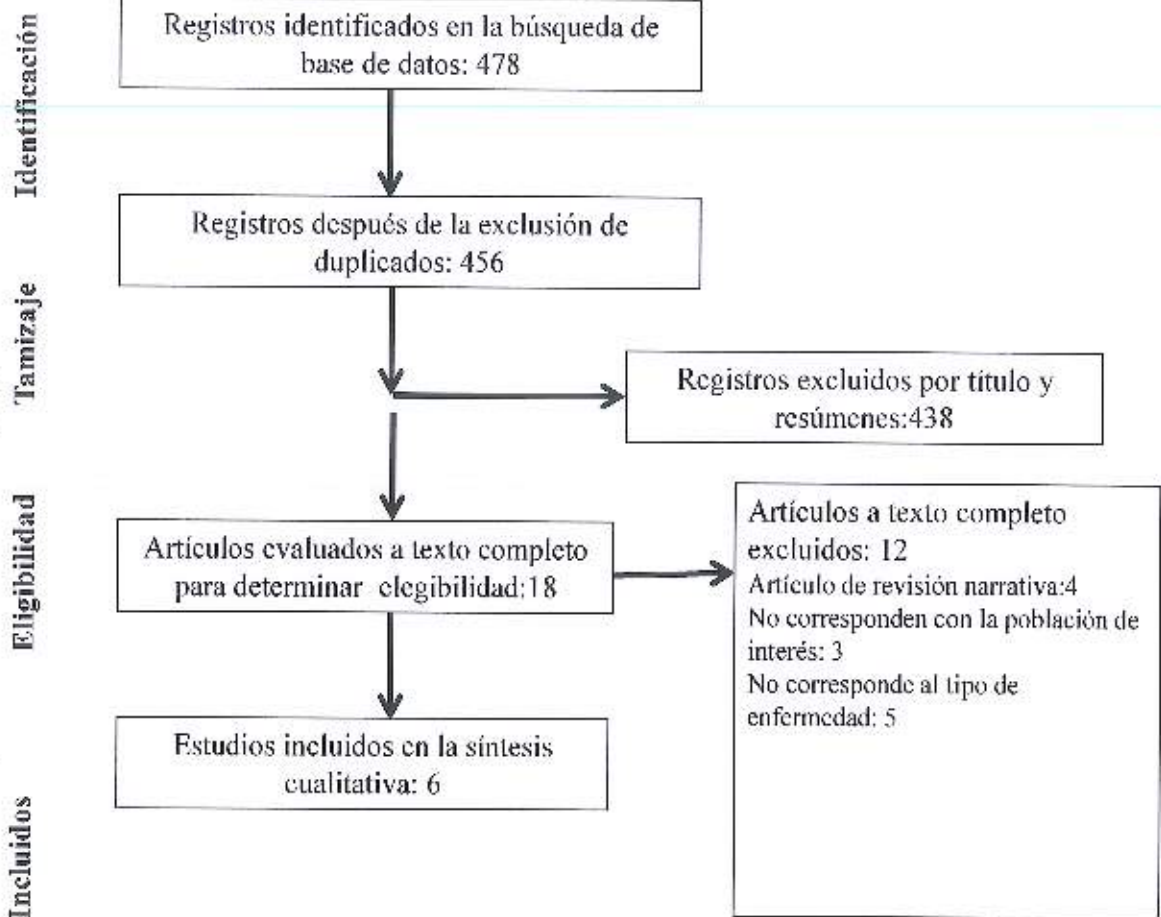 Identificación
Registros identificados en la búsqueda de
base de datos: 478
Registros después de la exclusión de
duplicados: 456
Tamizaje
Registros excluidos por título y
resúmenes:438
Eligibilidad
Artículos evaluados a texto completo
para determinar elegibilidad:18
Artículos a texto completo
excluidos: 12
Artículo de revisión narrativa:4
No corresponden con la población de
interés: 3
No corresponde al tipo de
enfermedad: 5
Estudios incluidos en la síntesis
cualitativa: 6
Incluidos